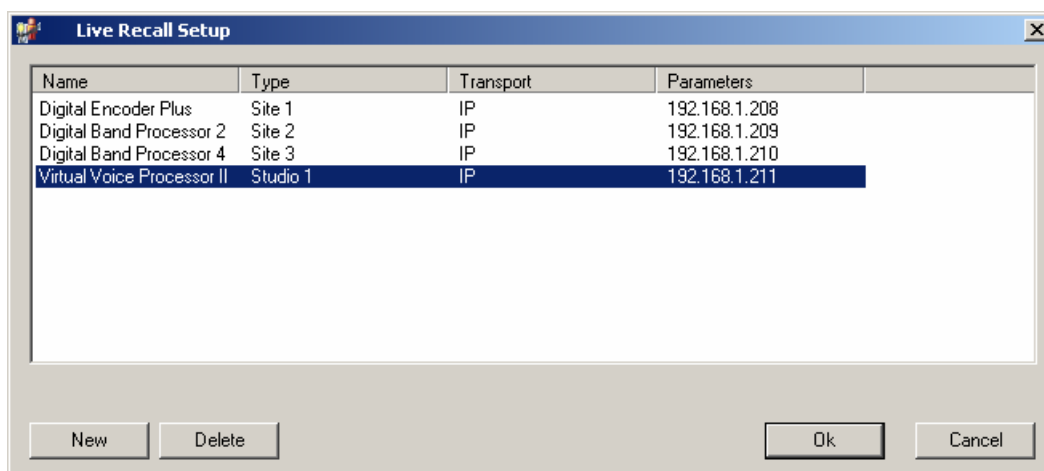 Live Recall Setup
Name Type Transport Parameters
Digital Encoder Plus Site 1 IP 192.168.1.208
Digital Band Processor 2 Site 2 IP 192.168.1.209
Digital Band Processor 4 Site 3 IP 192.168.1.210
Virtual Voice Processor II Studio 1 IP 192.168.1.211
New Delete Ok Cancel